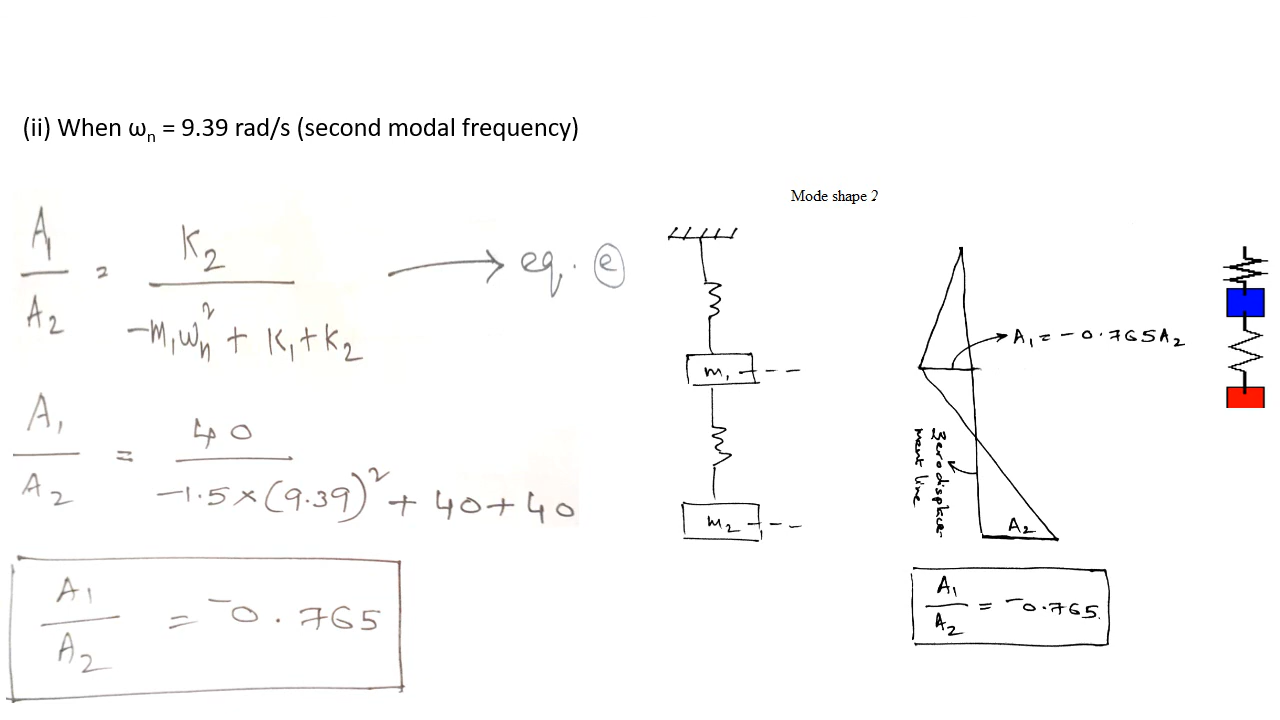 (ii) When ωn = 9.39 rad/s (second modal frequency)
Mode shape 2
A1/A2 = K2/(-m1ωn² + K1+K2) → eq. (e)
A1/A2 = 40/(-1.5×(9.39)² + 40+40)
A1/A2 = -0.765
m1
m2
A1 = -0.765A2
Zero displace,
ment line
A2
A1/A2 = -0.765.